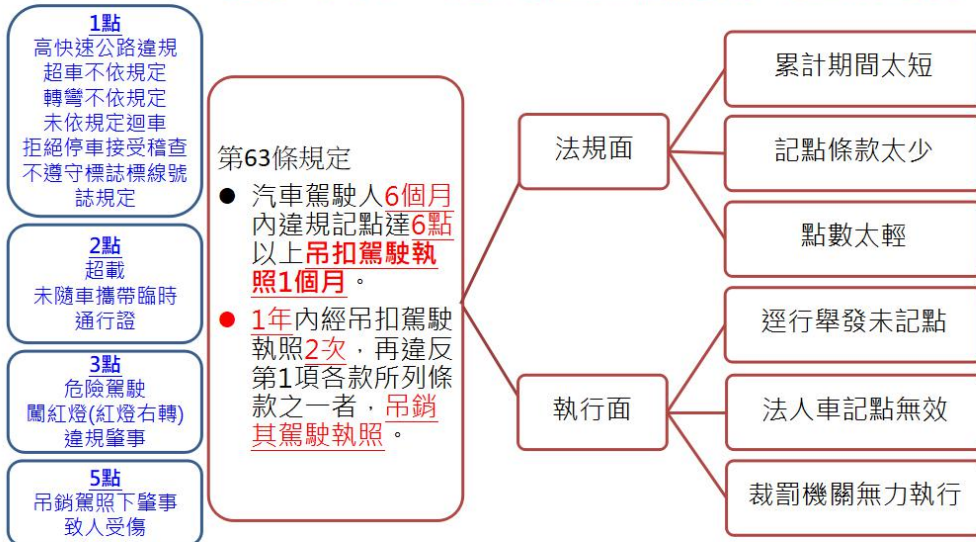 1點
高快速公路違規
超車不依規定
轉彎不依規定
未依規定迴車
拒絕停車接受稽查
不遵守標誌標線號
誌規定
2點
超載
未隨車攜帶臨時
通行證
3點
危險駕駛
闖紅燈(紅燈右轉)
違規肇事
5點
吊銷駕照下肇事
致人受傷
第63條規定
● 汽車駕駛人6個月
內違規記點達6點
以上吊扣駕駛執
照1個月。
● 1年內經吊扣駕駛
執照2次，再違反
第1項各款所列條
款之一者，吊銷
其駕駛執照。
法規面
累計期間太短
記點條款太少
點數太輕
執行面
逕行舉發未記點
法人車記點無效
裁罰機關無力執行